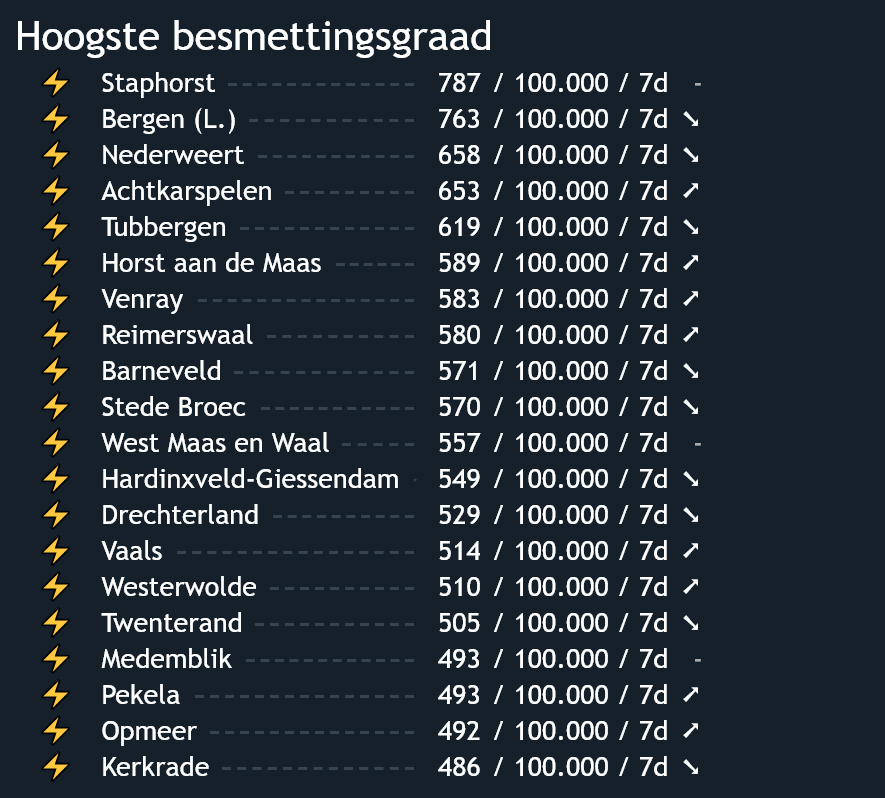 Hoogste besmettingsgraad
⚡ Staphorst ------------- 787 / 100.000 / 7d -
⚡ Bergen (L.) ------------ 763 / 100.000 / 7d ➘
⚡ Nederweert ----------- 658 / 100.000 / 7d ➘
⚡ Achtkarspelen --------- 653 / 100.000 / 7d ➚
⚡ Tubbergen ------------ 619 / 100.000 / 7d ➘
⚡ Horst aan de Maas ------ 589 / 100.000 / 7d ➚
⚡ Venray --------------- 583 / 100.000 / 7d ➚
⚡ Reimerswaal ---------- 580 / 100.000 / 7d ➚
⚡ Barneveld ------------- 571 / 100.000 / 7d ➘
⚡ Stede Broec ----------- 570 / 100.000 / 7d ➘
⚡ West Maas en Waal ----- 557 / 100.000 / 7d -
⚡ Hardinxveld-Giessendam - 549 / 100.000 / 7d ➘
⚡ Drechterland ---------- 529 / 100.000 / 7d ➘
⚡ Vaals ----------------- 514 / 100.000 / 7d ➚
⚡ Westerwolde ---------- 510 / 100.000 / 7d ➚
⚡ Twenterand ----------- 505 / 100.000 / 7d ➘
⚡ Medemblik ------------ 493 / 100.000 / 7d -
⚡ Pekela --------------- 493 / 100.000 / 7d ➚
⚡ Opmeer -------------- 492 / 100.000 / 7d ➚
⚡ Kerkrade ------------- 486 / 100.000 / 7d ➘